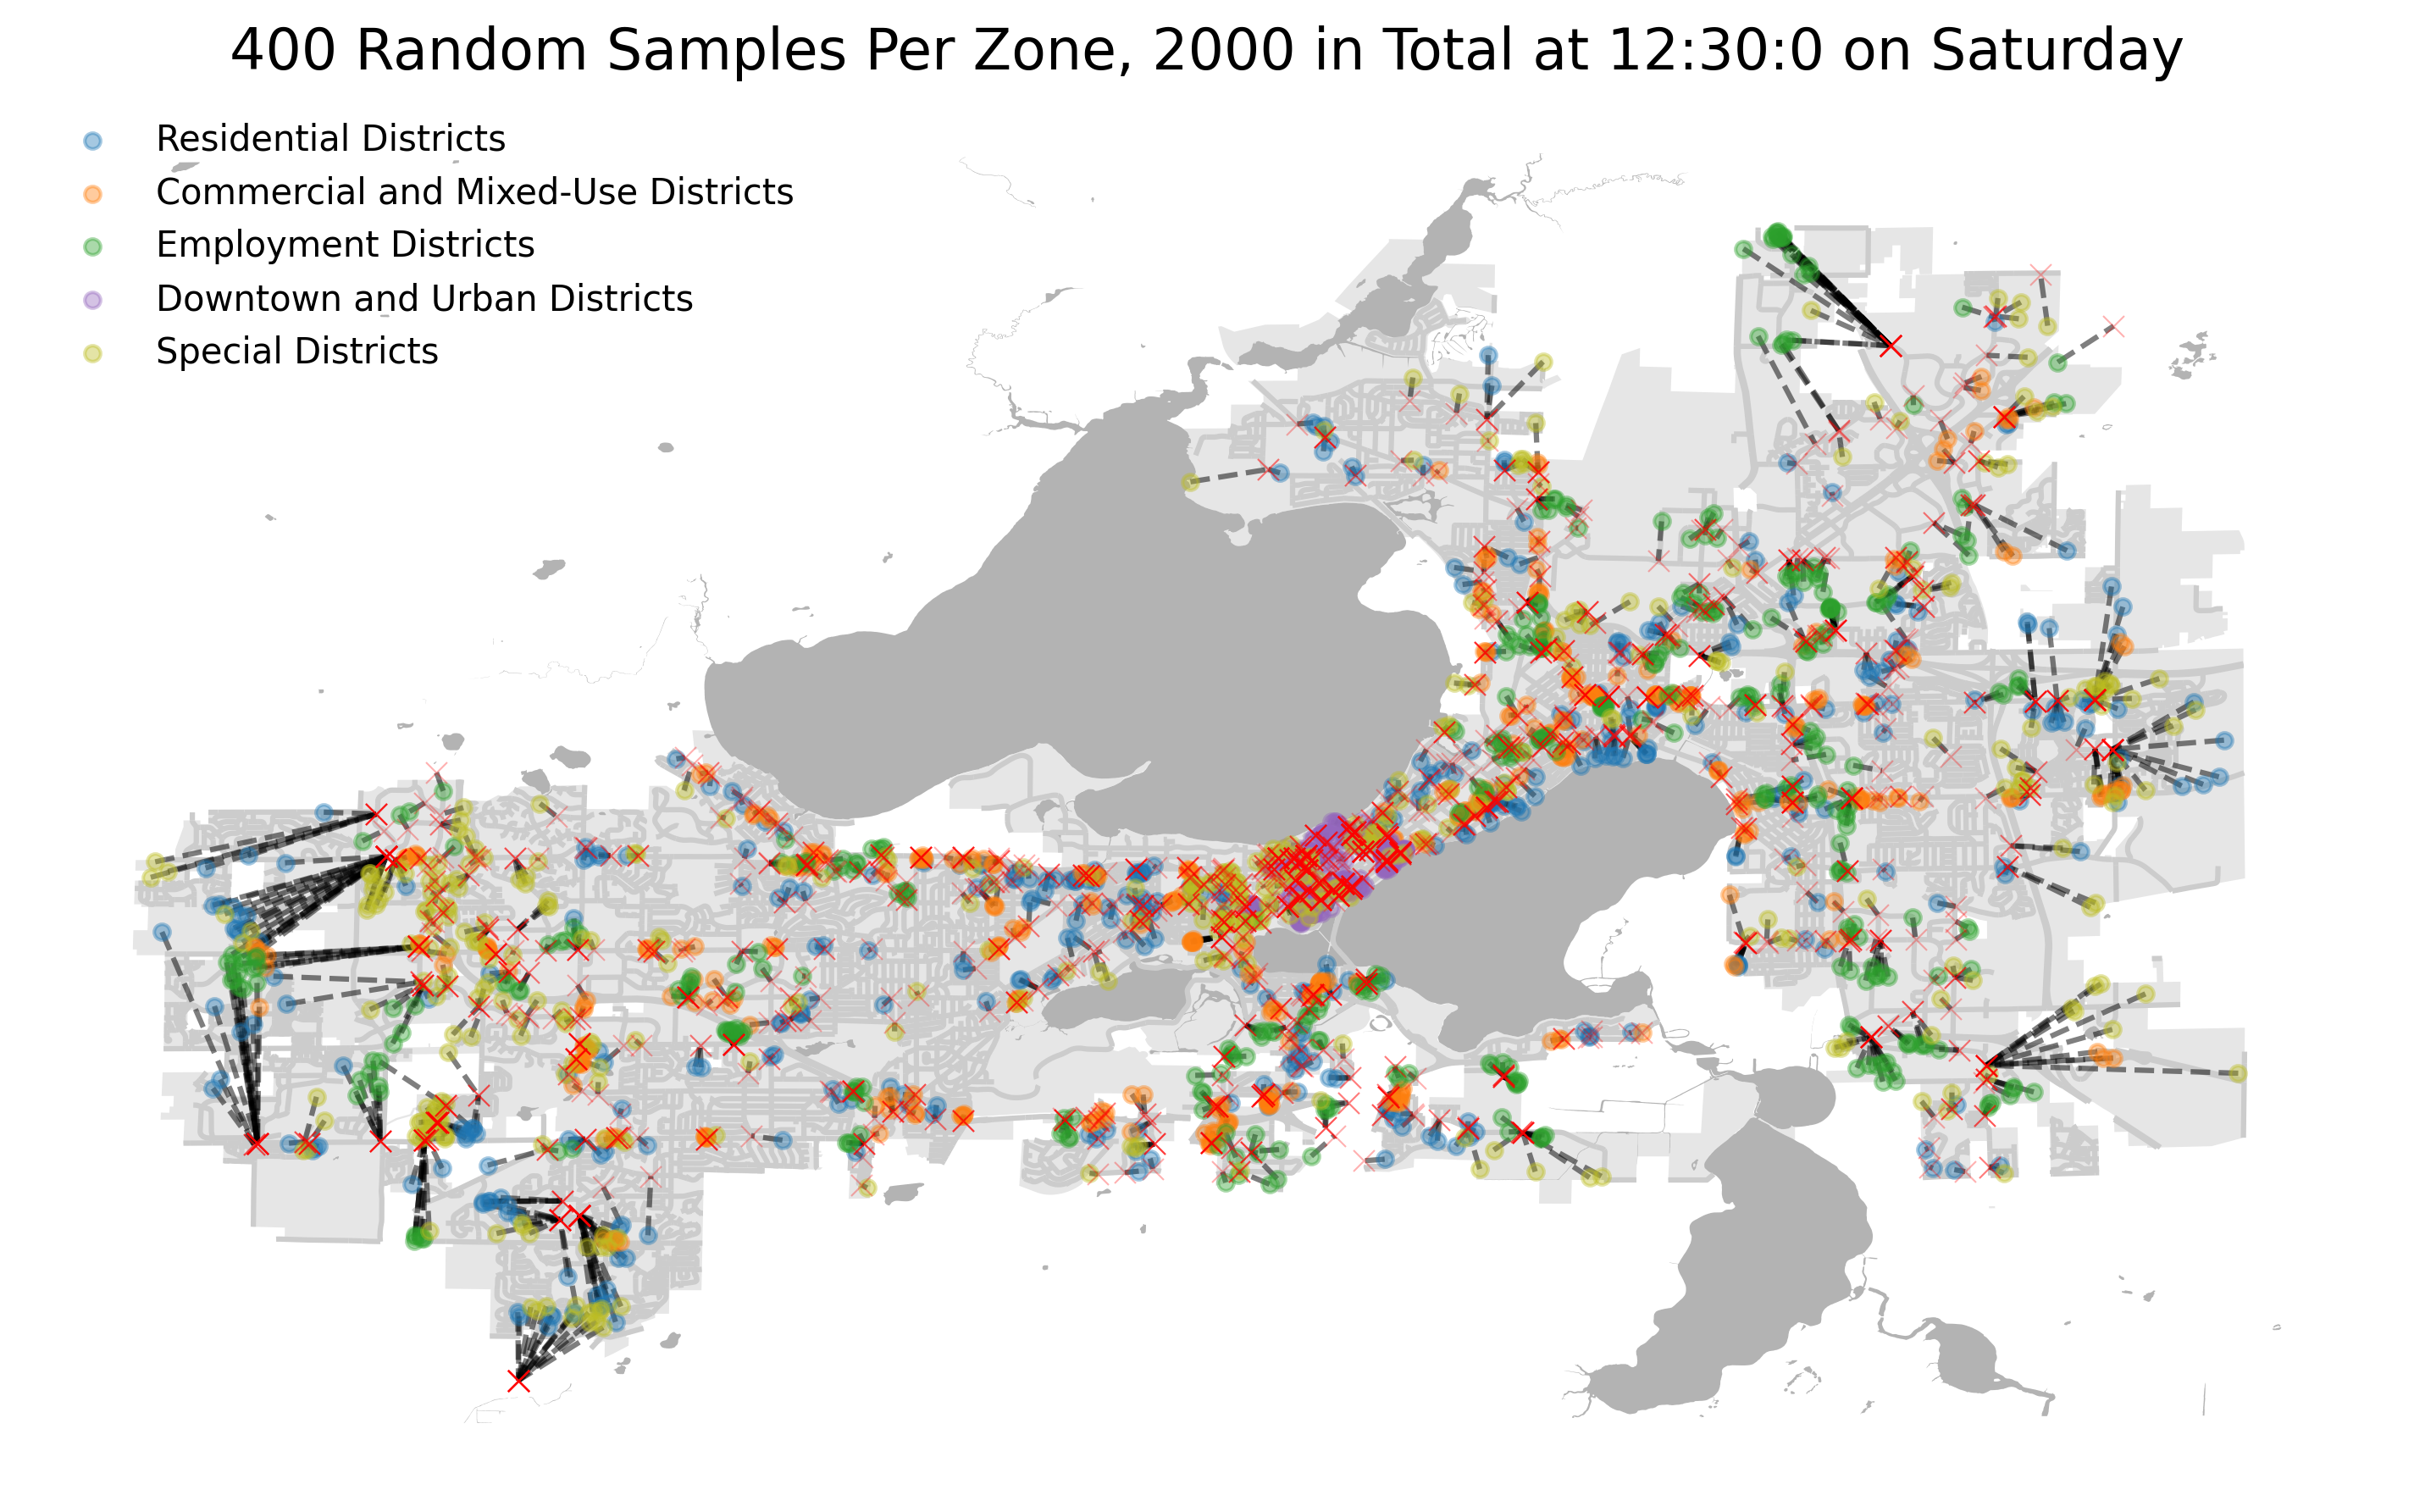 400 Random Samples Per Zone, 2000 in Total at 12:30:0 on Saturday
Residential Districts
Commercial and Mixed-Use Districts
Employment Districts
Downtown and Urban Districts
Special Districts